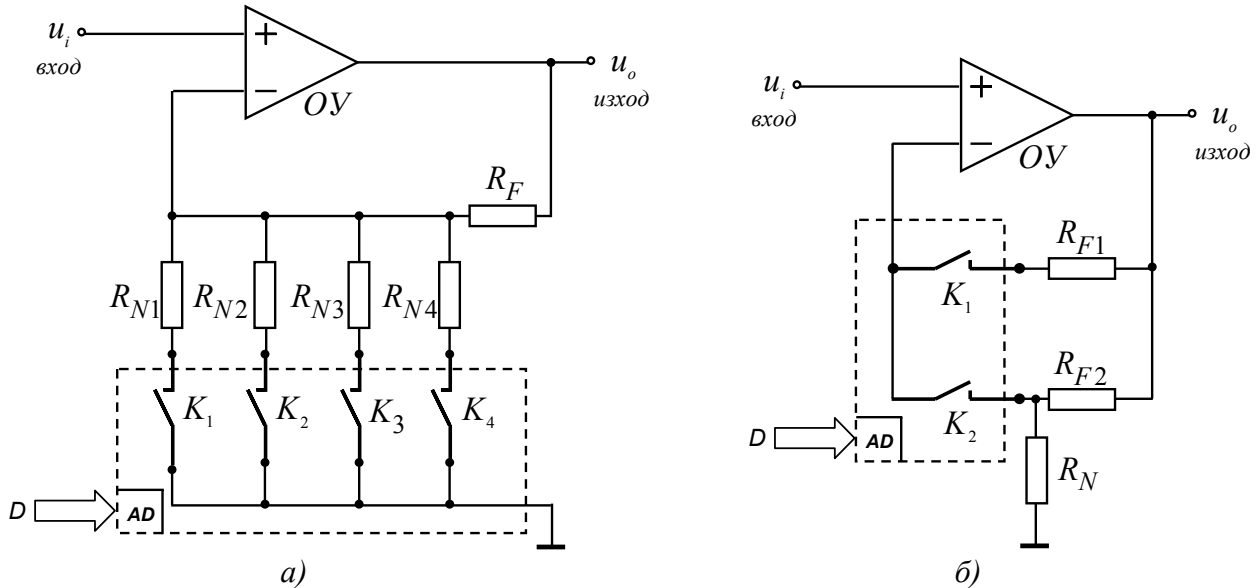 u_i
вход
+
−
ОУ
u_o
изход
R_F
R_N1 R_N2 R_N3 R_N4
K_1 K_2 K_3 K_4
D AD
а)
u_i
вход
+
−
ОУ
u_o
изход
R_F1
K_1
R_F2
K_2
D AD
R_N
б)